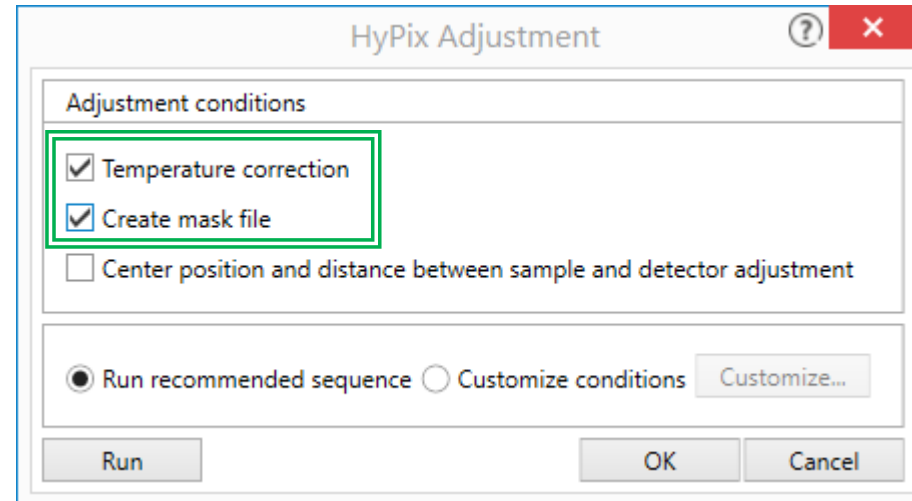 HyPix Adjustment
?
Adjustment conditions
Temperature correction
Create mask file
Center position and distance between sample and detector adjustment
Run recommended sequence Customize conditions Customize...
Run OK Cancel